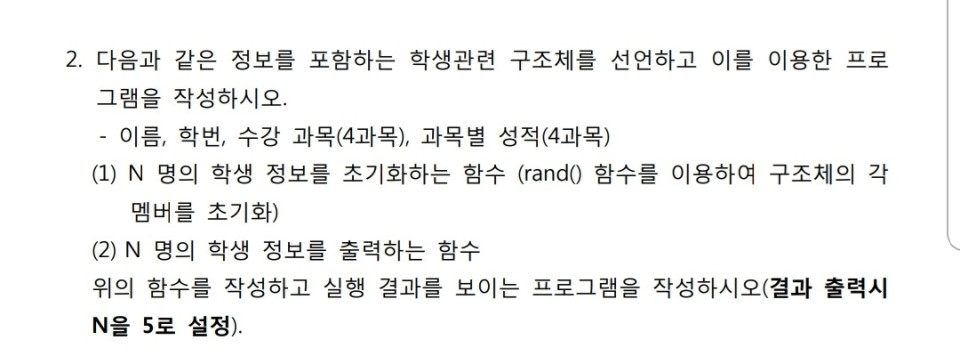 2. 다음과 같은 정보를 포함하는 학생관련 구조체를 선언하고 이를 이용한 프로
그램을 작성하시오.
- 이름, 학번, 수강 과목(4과목), 과목별 성적(4과목)
(1) N 명의 학생 정보를 초기화하는 함수 (rand() 함수를 이용하여 구조체의 각
멤버를 초기화)
(2) N 명의 학생 정보를 출력하는 함수
위의 함수를 작성하고 실행 결과를 보이는 프로그램을 작성하시오(결과 출력시
N을 5로 설정).